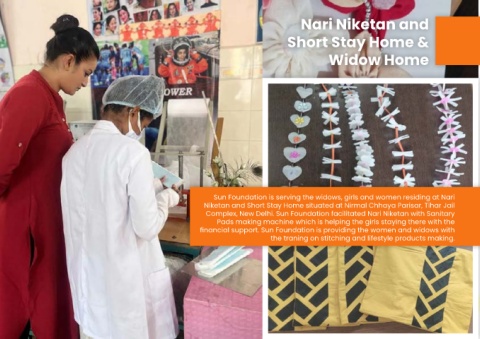 Nari Niketan and
Short Stay Home &
Widow Home
OWER
Sun Foundation is serving the widows, girls and women residing at Nari
Niketan and Short Stay Home situated at Nirmal Chhaya Parisar, Tihar Jail
Complex, New Delhi. Sun Foundation facilitated Nari Niketan with Sanitary
Pads making machine which is helping the girls staying there with the
financial support. Sun Foundation is providing the women and widows with
the traning on stitching and lifestyle products making.